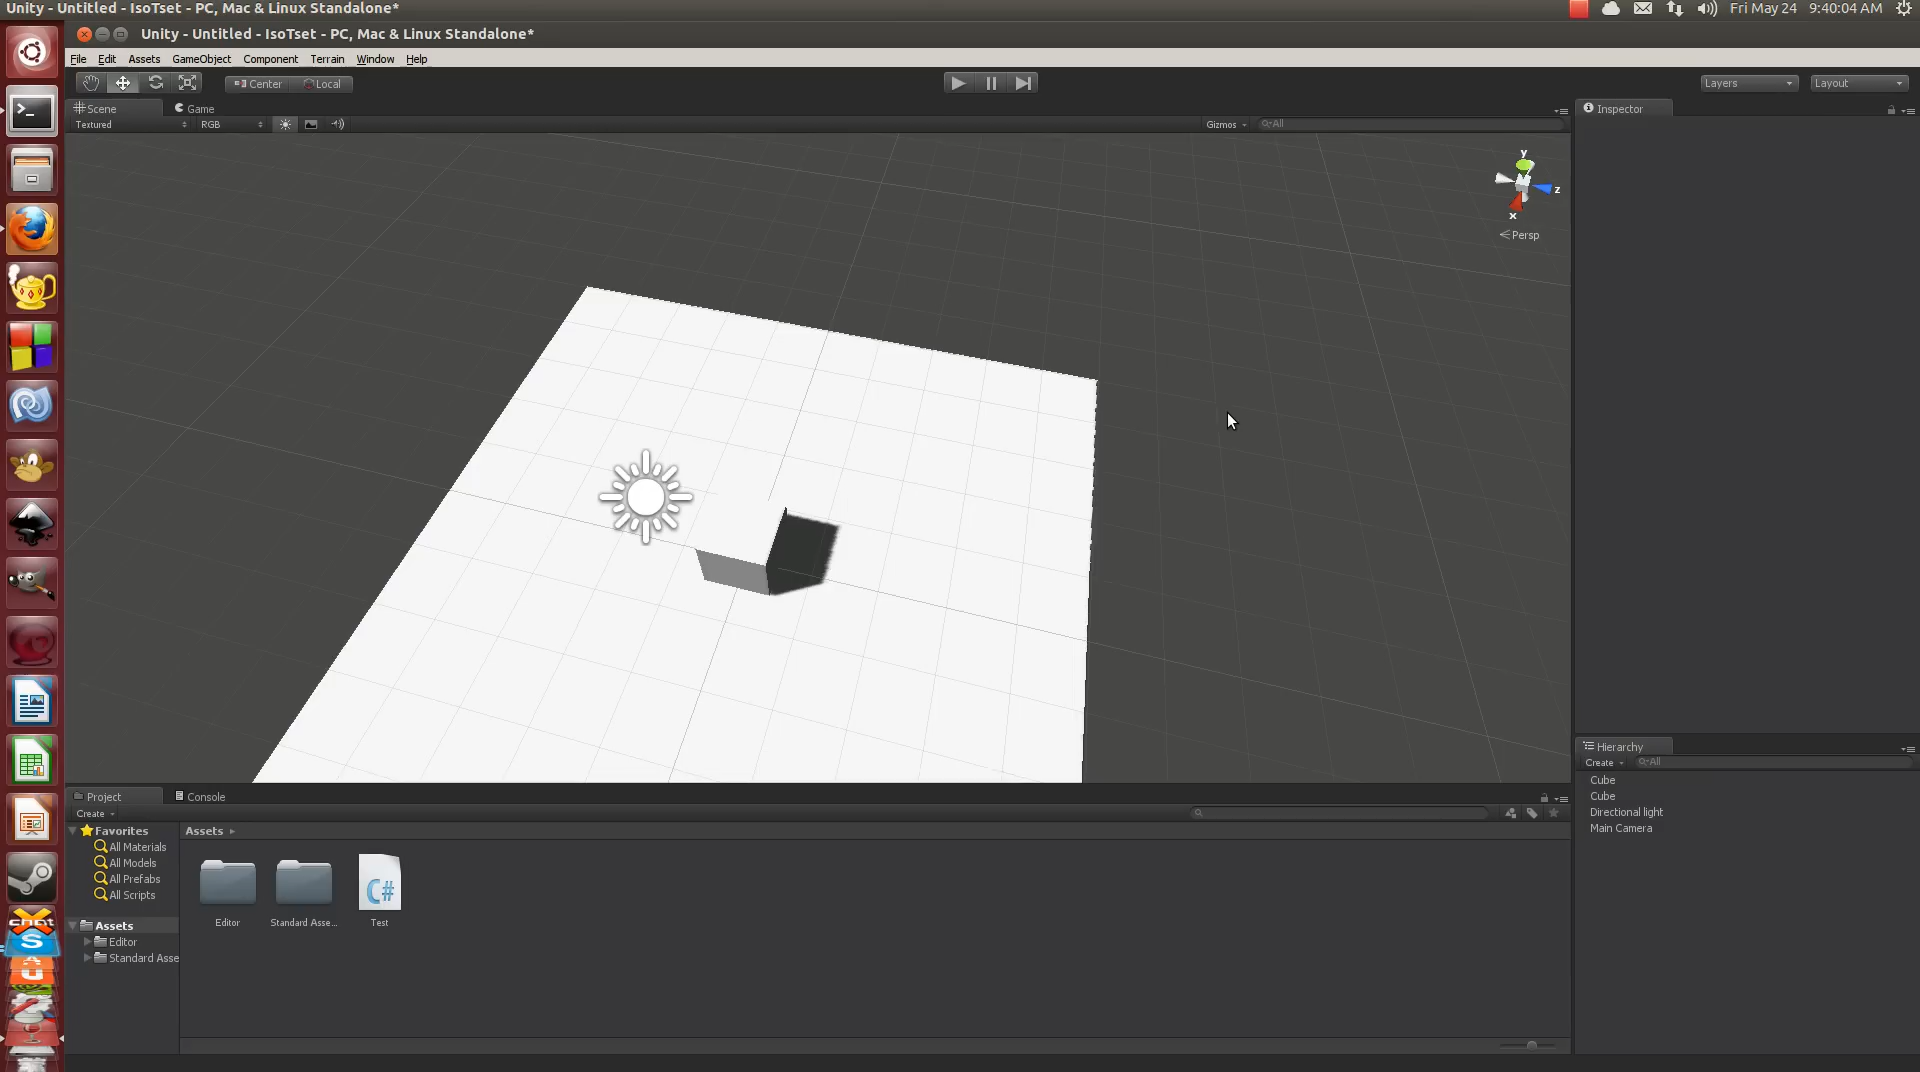 Unity - Untitled - IsoTset - PC, Mac & Linux Standalone*
Fri May 24 9:40:04 AM
Unity - Untitled - IsoTset - PC, Mac & Linux Standalone*
File Edit Assets GameObject Component Terrain Window Help
Center Local Layers Layout
Scene Game
Textured RGB Gizmos All
Inspector
y
z
x
Persp
Hierarchy
Create All
Cube
Cube
Directional light
Main Camera
Project Console
Create
Favorites
All Materials
All Models
All Prefabs
All Scripts
Assets
Editor
Standard Asse
Assets
C#
Editor Standard Asse... Test